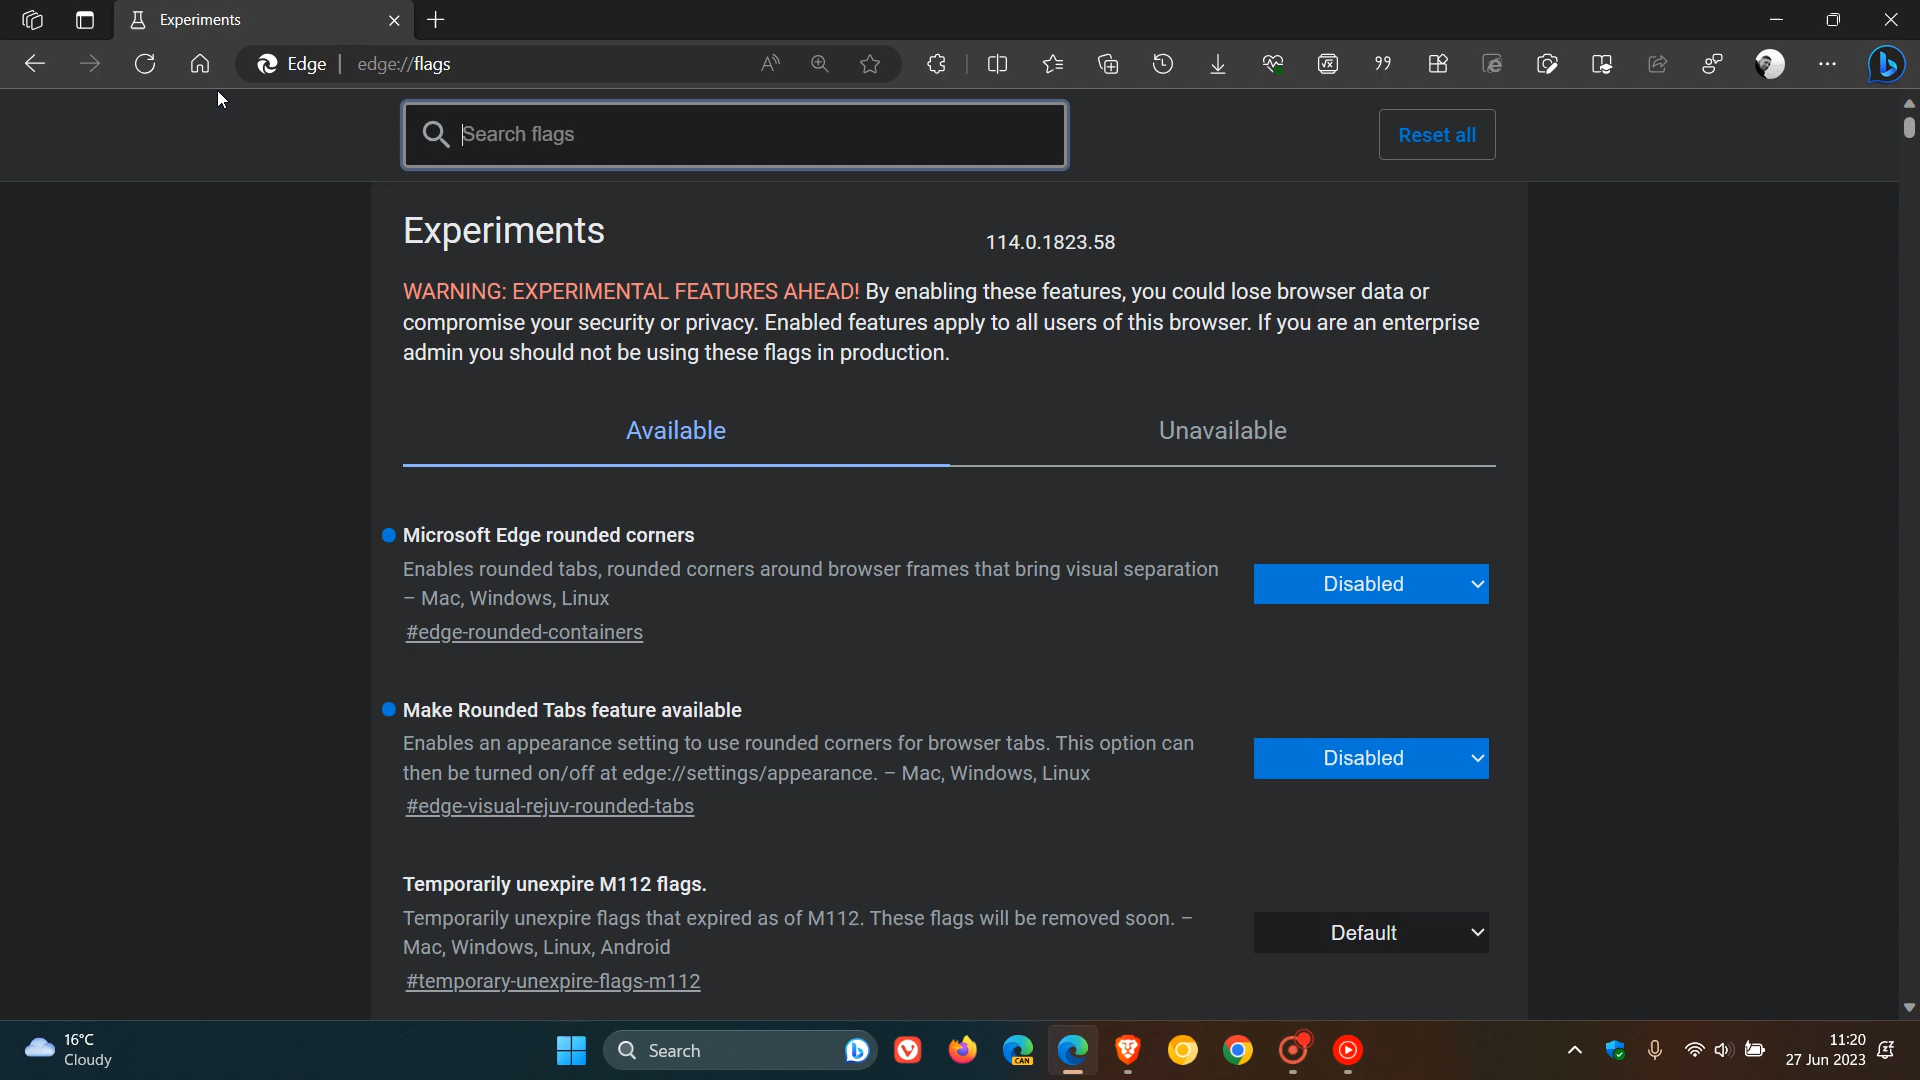 Experiments
Edge | edge://flags
Search flags
Reset all
Experiments
114.0.1823.58
WARNING: EXPERIMENTAL FEATURES AHEAD! By enabling these features, you could lose browser data or
compromise your security or privacy. Enabled features apply to all users of this browser. If you are an enterprise
admin you should not be using these flags in production.
Available
Unavailable
Microsoft Edge rounded corners
Enables rounded tabs, rounded corners around browser frames that bring visual separation
– Mac, Windows, Linux
#edge-rounded-containers
Disabled
Make Rounded Tabs feature available
Enables an appearance setting to use rounded corners for browser tabs. This option can
then be turned on/off at edge://settings/appearance. – Mac, Windows, Linux
#edge-visual-rejuv-rounded-tabs
Disabled
Temporarily unexpire M112 flags.
Temporarily unexpire flags that expired as of M112. These flags will be removed soon. –
Mac, Windows, Linux, Android
#temporary-unexpire-flags-m112
Default
16°C
Cloudy
Search
CAN
11:20
27 Jun 2023